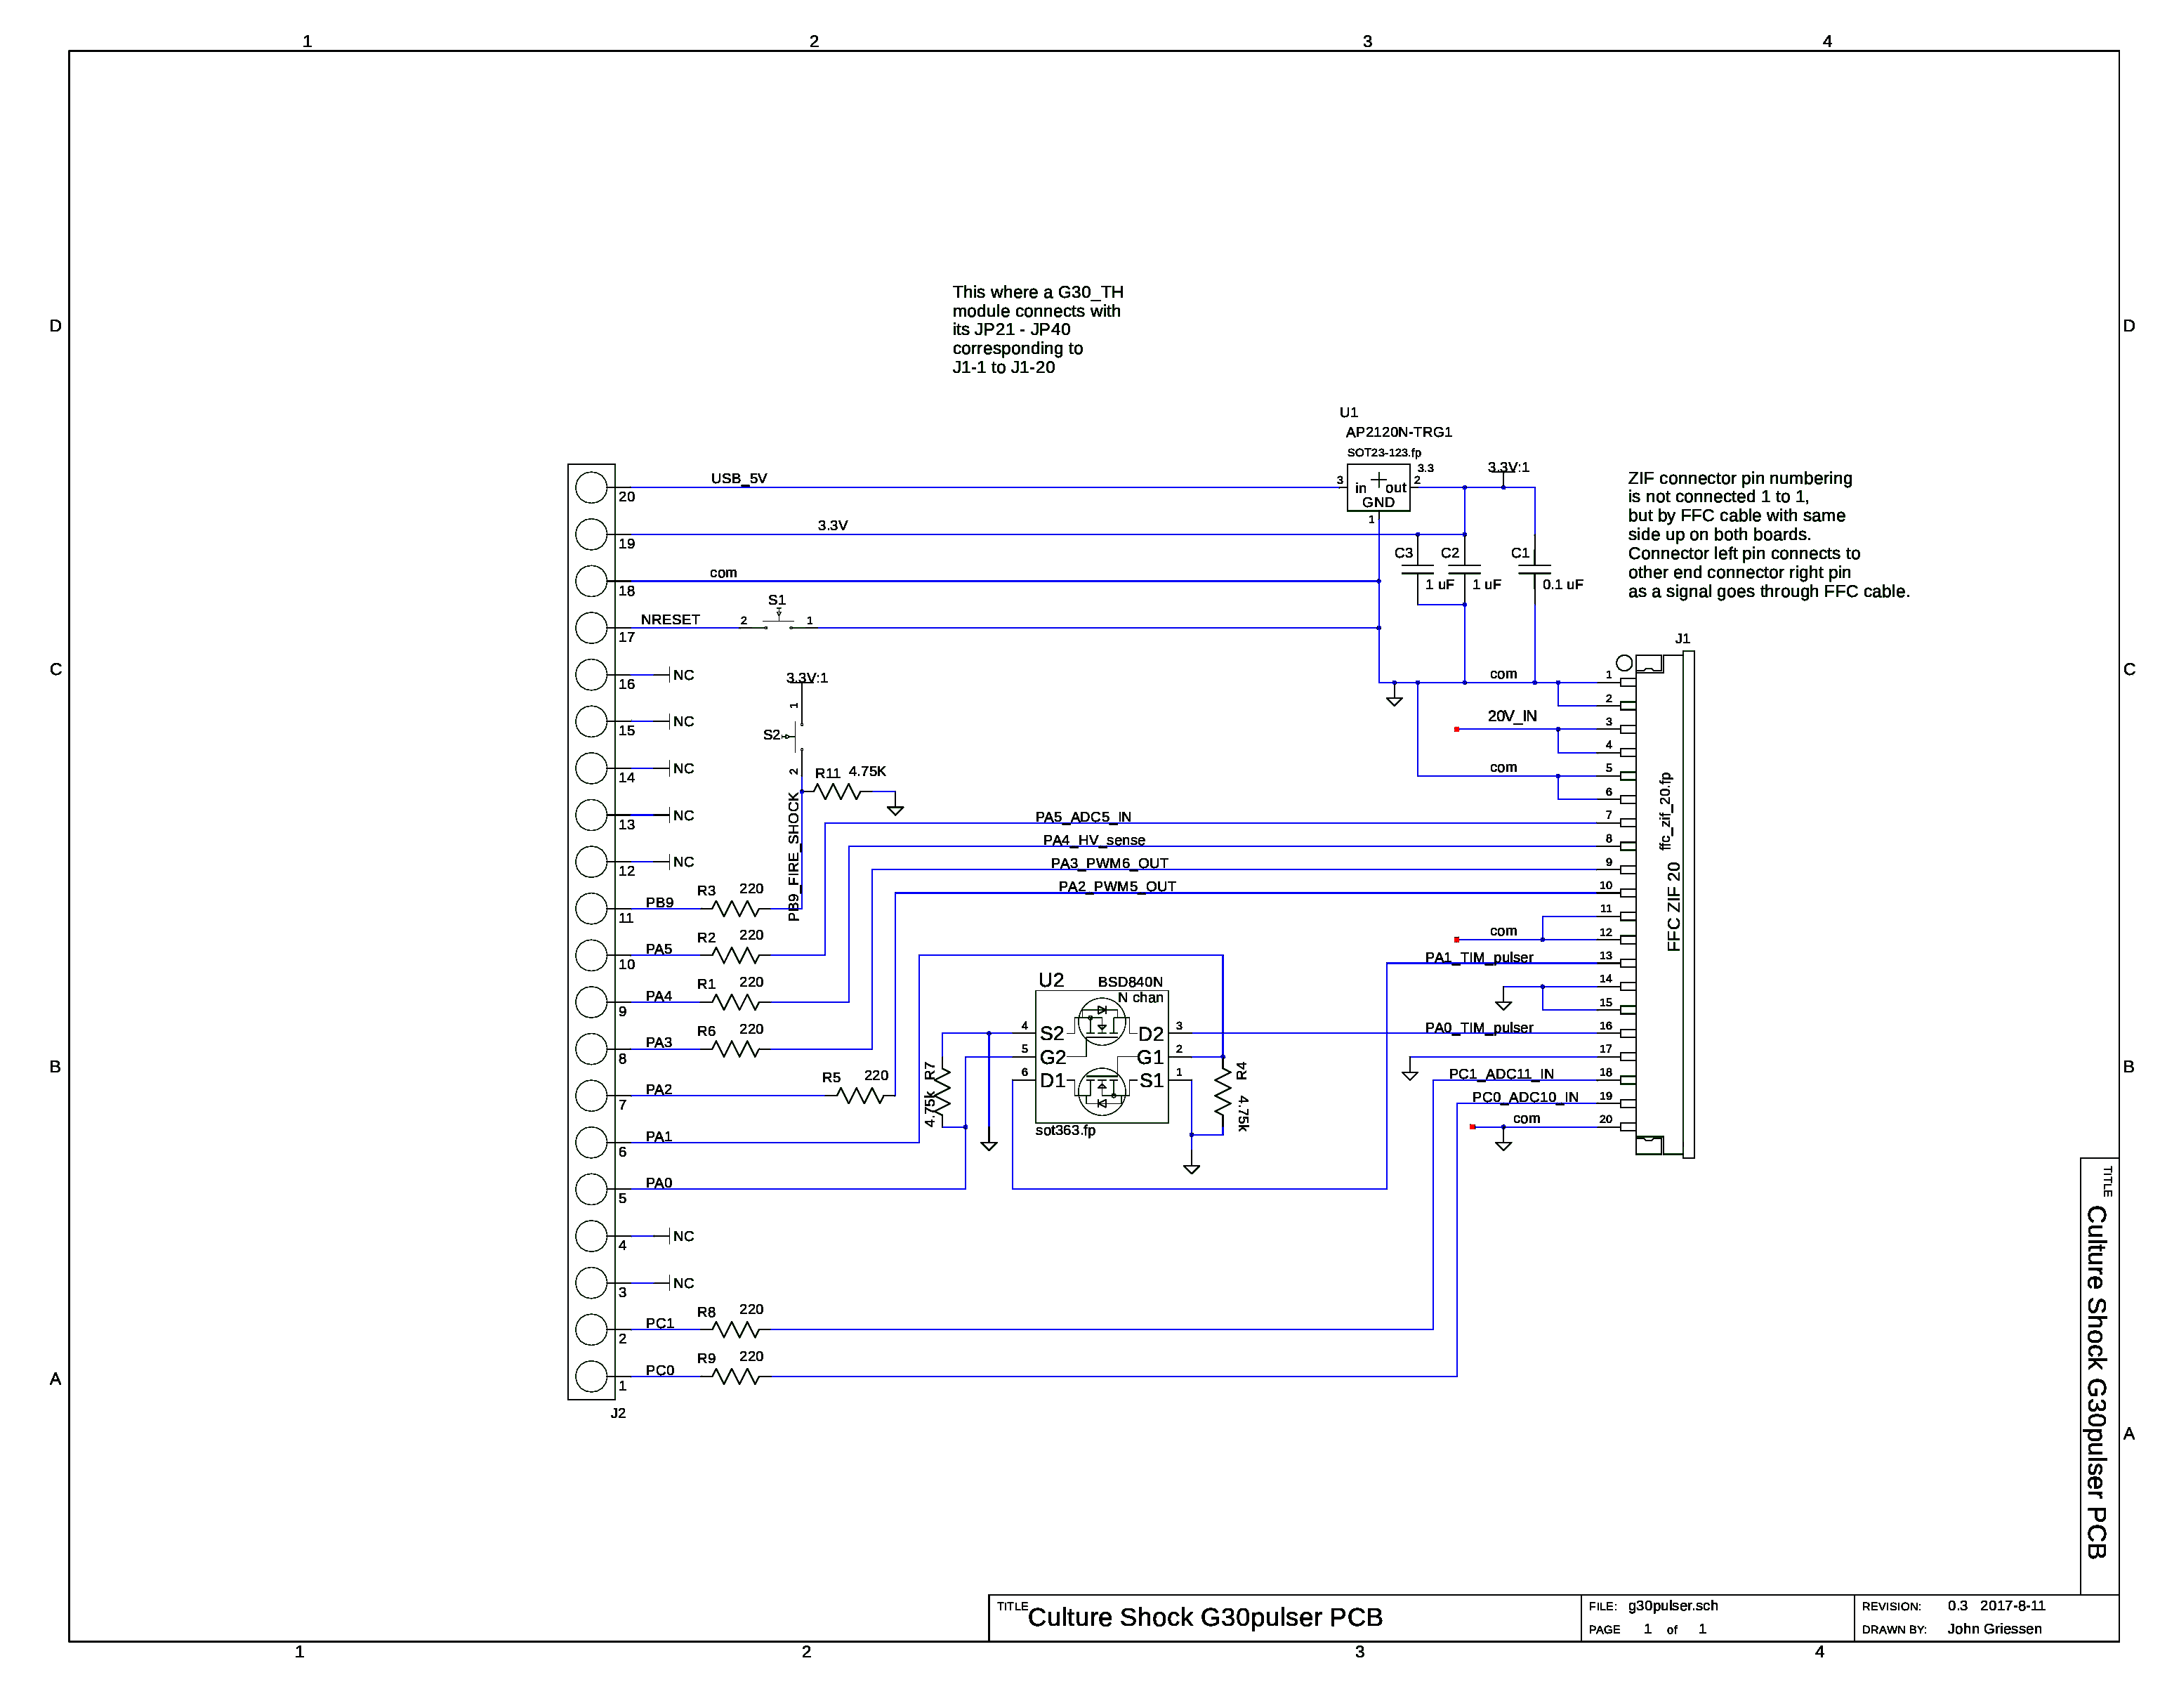 1 2 3 4
This where a G30_TH
module connects with
its JP21 - JP40
corresponding to
J1-1 to J1-20
D D
U1
AP2120N-TRG1
SOT23-123.fp
3 in out 2
3.3
GND
1
3.3V:1
USB_5V
20
3.3V
19
com
18
NRESET
17
2 S1 1
C3 1 uF
C2 1 uF
C1 0.1 uF
ZIF connector pin numbering
is not connected 1 to 1,
but by FFC cable with same
side up on both boards.
Connector left pin connects to
other end connector right pin
as a signal goes through FFC cable.
C C
16 NC
15 NC
14 NC
13 NC
12 NC
3.3V:1
1
S2
2
R11 4.75K
PB9_FIRE_SHOCK
PB9 R3 220
11
PA5 R2 220
10
PA4 R1 220
9
PA3 R6 220
8
PA2 R5 220
7
PA1
6
PA0
5
4 NC
3 NC
PC1 R8 220
2
PC0 R9 220
1
J2
U2 BSD840N
N chan
4 S2 D2 3
5 G2 G1 2
6 D1 S1 1
sot363.fp
R7 4.75k
R4 4.75k
J1
com 1
2
20V_IN 3
4
com 5
6
PA5_ADC5_IN 7
PA4_HV_sense 8
PA3_PWM6_OUT 9
PA2_PWM5_OUT 10
11
com 12
PA1_TIM_pulser 13
14
15
PA0_TIM_pulser 16
17
PC1_ADC11_IN 18
PC0_ADC10_IN 19
com 20
ffc_zif_20.fp
FFC ZIF 20
B B
A A
TITLE
Culture Shock G30pulser PCB
TITLE Culture Shock G30pulser PCB
FILE: g30pulser.sch
PAGE 1 of 1
REVISION: 0.3 2017-8-11
DRAWN BY: John Griessen
1 2 3 4